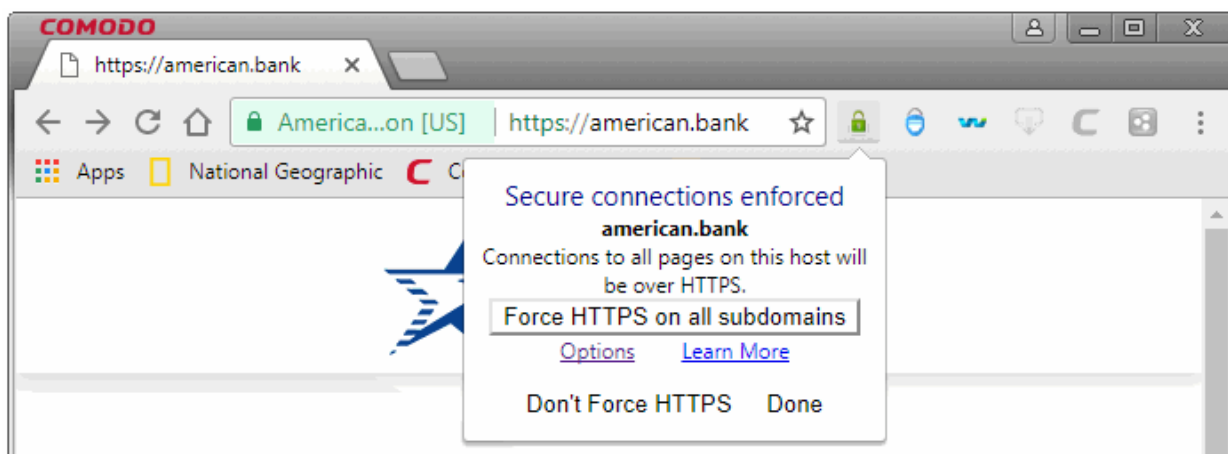 COMODO
https://american.bank
America...on [US] https://american.bank
Apps National Geographic
Secure connections enforced
american.bank
Connections to all pages on this host will
be over HTTPS.
Force HTTPS on all subdomains
Options Learn More
Don't Force HTTPS Done